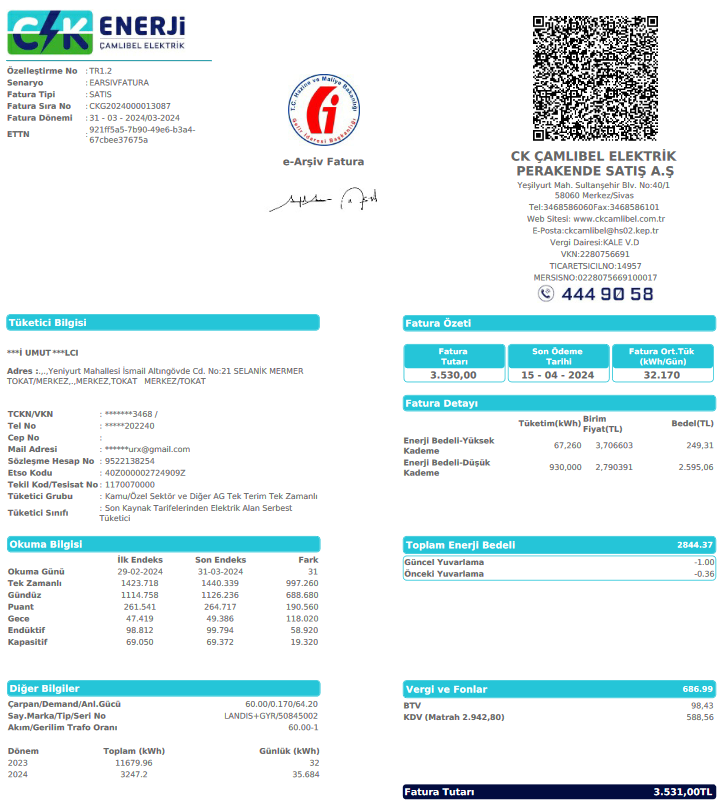 CK ENERJİ
ÇAMLIBEL ELEKTRİK
Özelleştirme No : TR1.2
Senaryo : EARSIVFATURA
Fatura Tipi : SATIS
Fatura Sıra No : CKG2024000013087
Fatura Dönemi : 31 - 03 - 2024/03-2024
ETTN : 921ff5a5-7b90-49e6-b3a4-
67cbee37675a
T.C. Hazine ve Maliye Bakanlığı
Gelir İdaresi Başkanlığı
e-Arşiv Fatura
CK ÇAMLIBEL ELEKTRİK
PERAKENDE SATIŞ A.Ş
Yeşilyurt Mah. Sultanşehir Blv. No:40/1
58060 Merkez/Sivas
Tel:3468586060Fax:3468586101
Web Sitesi: www.ckcamlibel.com.tr
E-Posta:ckcamlibel@hs02.kep.tr
Vergi Dairesi:KALE V.D
VKN:2280756691
TICARETSICILNO:14957
MERSISNO:0228075669100017
444 90 58
Tüketici Bilgisi
***İ UMUT ***LCI
Adres :.,.,Yeniyurt Mahallesi İsmail Altıngövde Cd. No:21 SELANİK MERMER
TOKAT/MERKEZ,.,MERKEZ,TOKAT MERKEZ/TOKAT
TCKN/VKN : *******3468 /
Tel No : *****202240
Cep No :
Mail Adresi : ******urx@gmail.com
Sözleşme Hesap No : 9522138254
Etso Kodu : 40Z000002724909Z
Tekil Kod/Tesisat No : 1170070000
Tüketici Grubu : Kamu/Özel Sektör ve Diğer AG Tek Terim Tek Zamanlı
Tüketici Sınıfı : Son Kaynak Tarifelerinden Elektrik Alan Serbest
Tüketici
Fatura Özeti
Fatura Tutarı Son Ödeme Tarihi Fatura Ort.Tük (kWh/Gün)
3.530,00 15 - 04 - 2024 32.170
Fatura Detayı
Tüketim(kWh) Birim Fiyat(TL) Bedel(TL)
Enerji Bedeli-Yüksek Kademe 67,260 3,706603 249,31
Enerji Bedeli-Düşük Kademe 930,000 2,790391 2.595,06
Okuma Bilgisi
İlk Endeks Son Endeks Fark
Okuma Günü 29-02-2024 31-03-2024 31
Tek Zamanlı 1423.718 1440.339 997.260
Gündüz 1114.758 1126.236 688.680
Puant 261.541 264.717 190.560
Gece 47.419 49.386 118.020
Endüktif 98.812 99.794 58.920
Kapasitif 69.050 69.372 19.320
Toplam Enerji Bedeli 2844.37
Güncel Yuvarlama -1.00
Önceki Yuvarlama -0.36
Diğer Bilgiler
Çarpan/Demand/Anl.Gücü 60.00/0.170/64.20
Say.Marka/Tip/Seri No LANDIS+GYR/50845002
Akım/Gerilim Trafo Oranı 60.00-1
Dönem Toplam (kWh) Günlük (kWh)
2023 11679.96 32
2024 3247.2 35.684
Vergi ve Fonlar 686.99
BTV 98,43
KDV (Matrah 2.942,80) 588,56
Fatura Tutarı 3.531,00TL